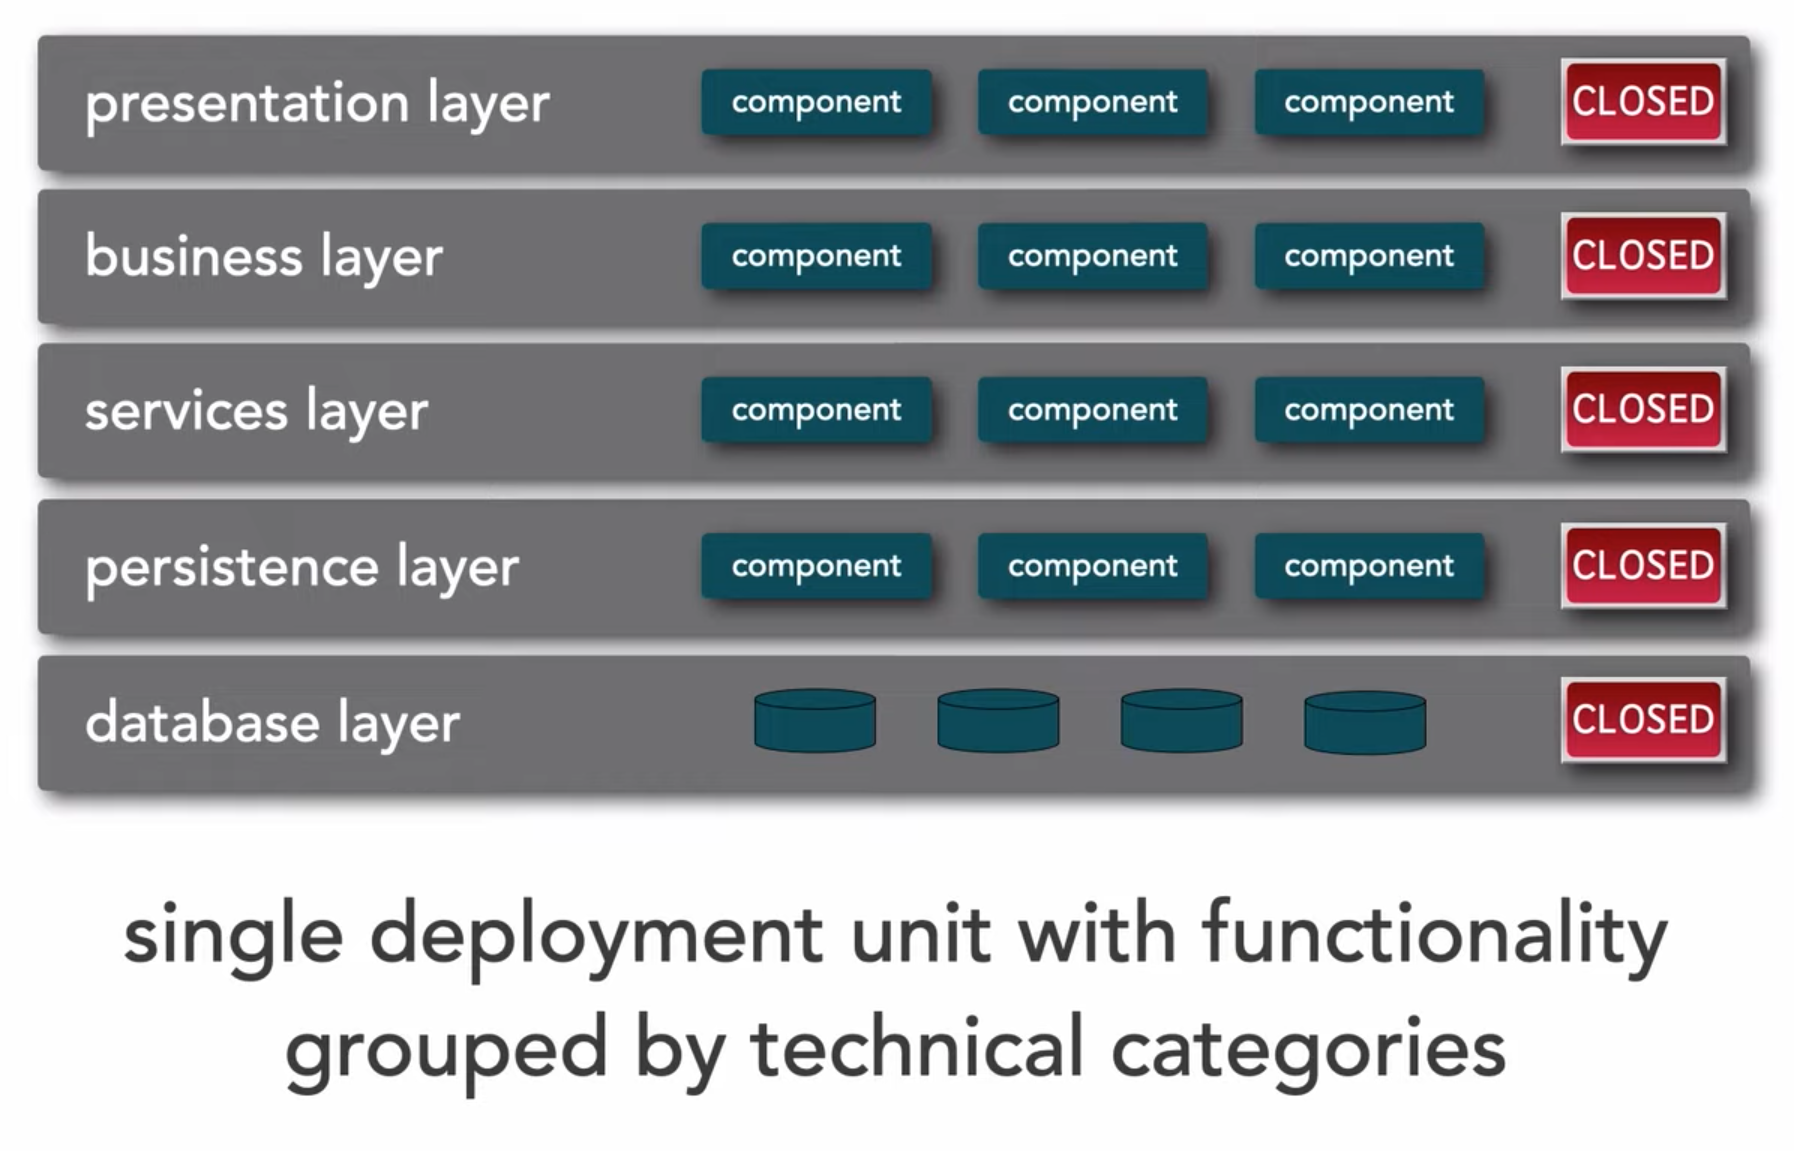 presentation layer component component component CLOSED
business layer component component component CLOSED
services layer component component component CLOSED
persistence layer component component component CLOSED
database layer CLOSED
single deployment unit with functionality
grouped by technical categories